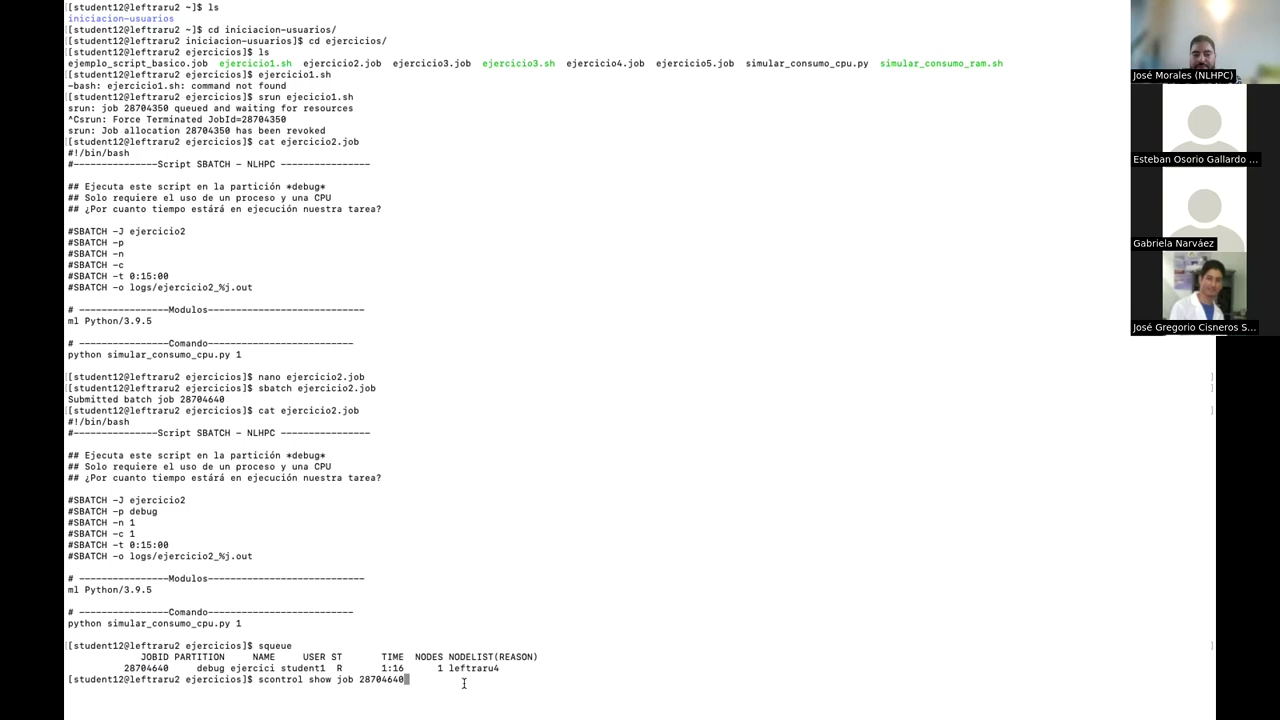 [student12@leftraru2 ~]$ ls
iniciacion-usuarios
[student12@leftraru2 ~]$ cd iniciacion-usuarios/
[student12@leftraru2 iniciacion-usuarios]$ cd ejercicios/
[student12@leftraru2 ejercicios]$ ls
ejemplo_script_basico.job ejercicio1.sh ejercicio2.job ejercicio3.job ejercicio3.sh ejercicio4.job ejercicio5.job simular_consumo_cpu.py simular_consumo_ram.sh
[student12@leftraru2 ejercicios]$ ejercicio1.sh
-bash: ejercicio1.sh: command not found
[student12@leftraru2 ejercicios]$ srun ejecicio1.sh
srun: job 28704350 queued and waiting for resources
^Csrun: Force Terminated JobId=28704350
srun: Job allocation 28704350 has been revoked
[student12@leftraru2 ejercicios]$ cat ejercicio2.job
#!/bin/bash
#---------------Script SBATCH - NLHPC ----------------

## Ejecuta este script en la partición *debug*
## Solo requiere el uso de un proceso y una CPU
## ¿Por cuanto tiempo estárá en ejecución nuestra tarea?

#SBATCH -J ejercicio2
#SBATCH -p
#SBATCH -n
#SBATCH -c
#SBATCH -t 0:15:00
#SBATCH -o logs/ejercicio2_%j.out

# ----------------Modulos----------------------------
ml Python/3.9.5

# ----------------Comando--------------------------
python simular_consumo_cpu.py 1

[student12@leftraru2 ejercicios]$ nano ejercicio2.job
[student12@leftraru2 ejercicios]$ sbatch ejercicio2.job
Submitted batch job 28704640
[student12@leftraru2 ejercicios]$ cat ejercicio2.job
#!/bin/bash
#---------------Script SBATCH - NLHPC ----------------

## Ejecuta este script en la partición *debug*
## Solo requiere el uso de un proceso y una CPU
## ¿Por cuanto tiempo estárá en ejecución nuestra tarea?

#SBATCH -J ejercicio2
#SBATCH -p debug
#SBATCH -n 1
#SBATCH -c 1
#SBATCH -t 0:15:00
#SBATCH -o logs/ejercicio2_%j.out

# ----------------Modulos----------------------------
ml Python/3.9.5

# ----------------Comando--------------------------
python simular_consumo_cpu.py 1

[student12@leftraru2 ejercicios]$ squeue
JOBID PARTITION NAME USER ST TIME NODES NODELIST(REASON)
28704640 debug ejercici student1 R 1:16 1 leftraru4
[student12@leftraru2 ejercicios]$ scontrol show job 28704640
José Morales (NLHPC)
Esteban Osorio Gallardo ...
Gabriela Narváez
José Gregorio Cisneros S...